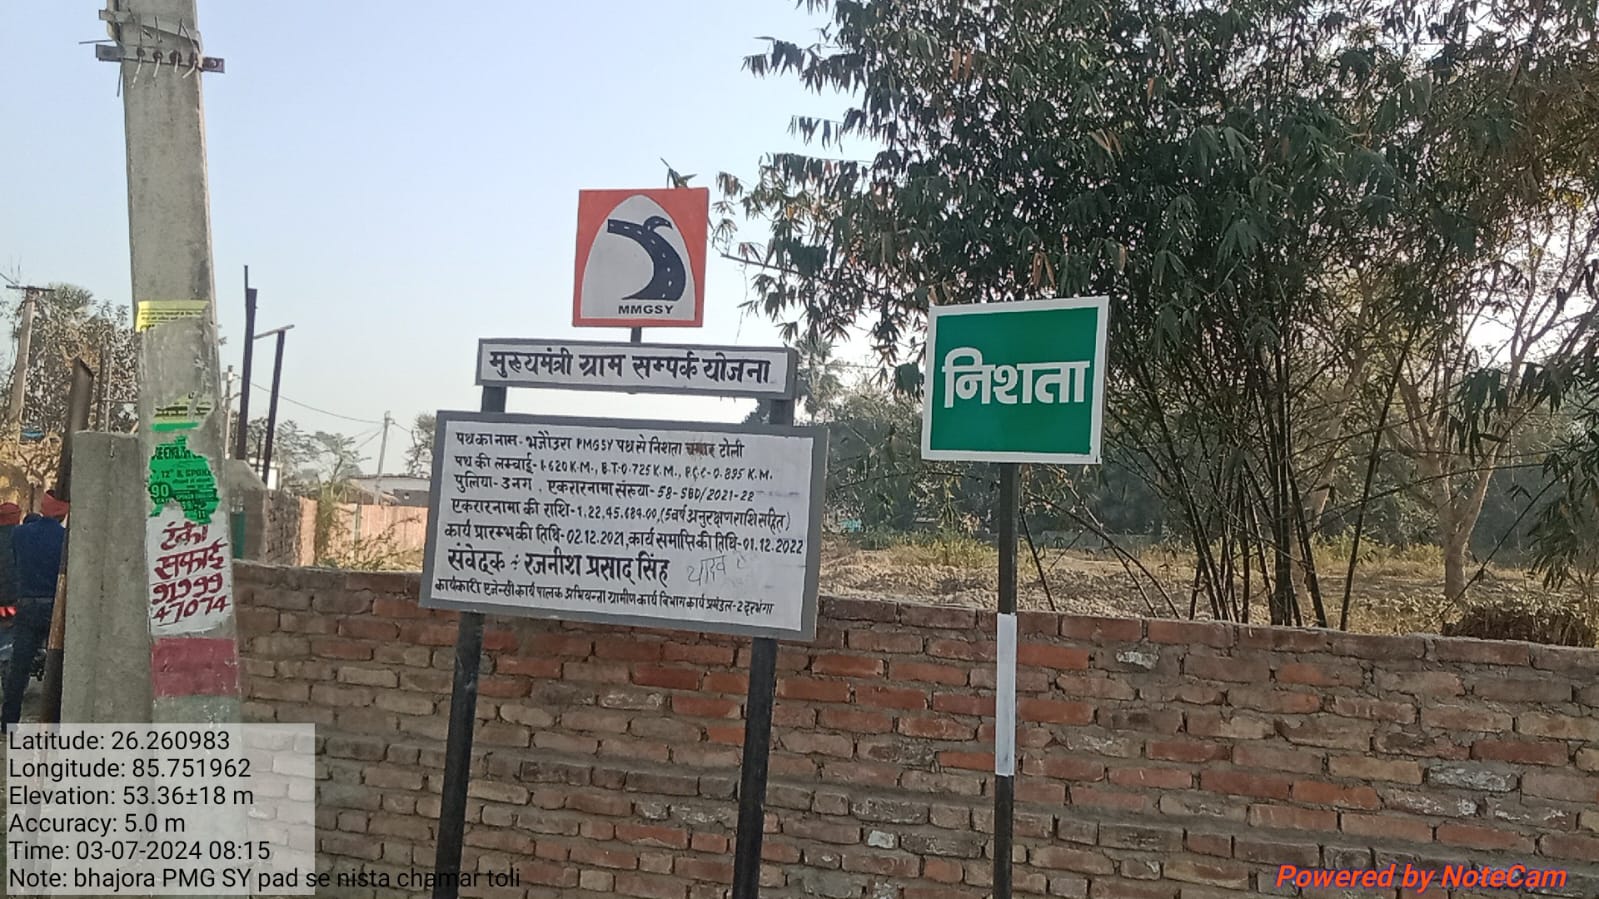 MMGSY
मुख्यमंत्री ग्राम सम्पर्क योजना
पथ का नाम- भजौउरा PMGSY पथ से निशता चमार टोली
पथ की लम्बाई-1.620 K.M., B.T-0.725 K.M., P.C.C-0.895 K.M.
पुलिया- 3 नग, एकरारनामा संख्या-58-SBD/2021-22
एकरारनामा की राशि-1,22,45,684.00,(5वर्ष अनुरक्षण राशि सहित)
कार्य प्रारम्भ की तिथि-02.12.2021,कार्य समाप्ति की तिथि-01.12.2022
संवेदक :- रजनीश प्रसाद सिंह
कार्यकारी एजेन्सी कार्य पालक अभियन्ता ग्रामीण कार्य विभाग कार्य प्रमंडल-2 दरभंगा
निशता
90
टंकी
सफाई
91999
47074
Latitude: 26.260983
Longitude: 85.751962
Elevation: 53.36±18 m
Accuracy: 5.0 m
Time: 03-07-2024 08:15
Note: bhajora PMG SY pad se nista chamar toli
Powered by NoteCam